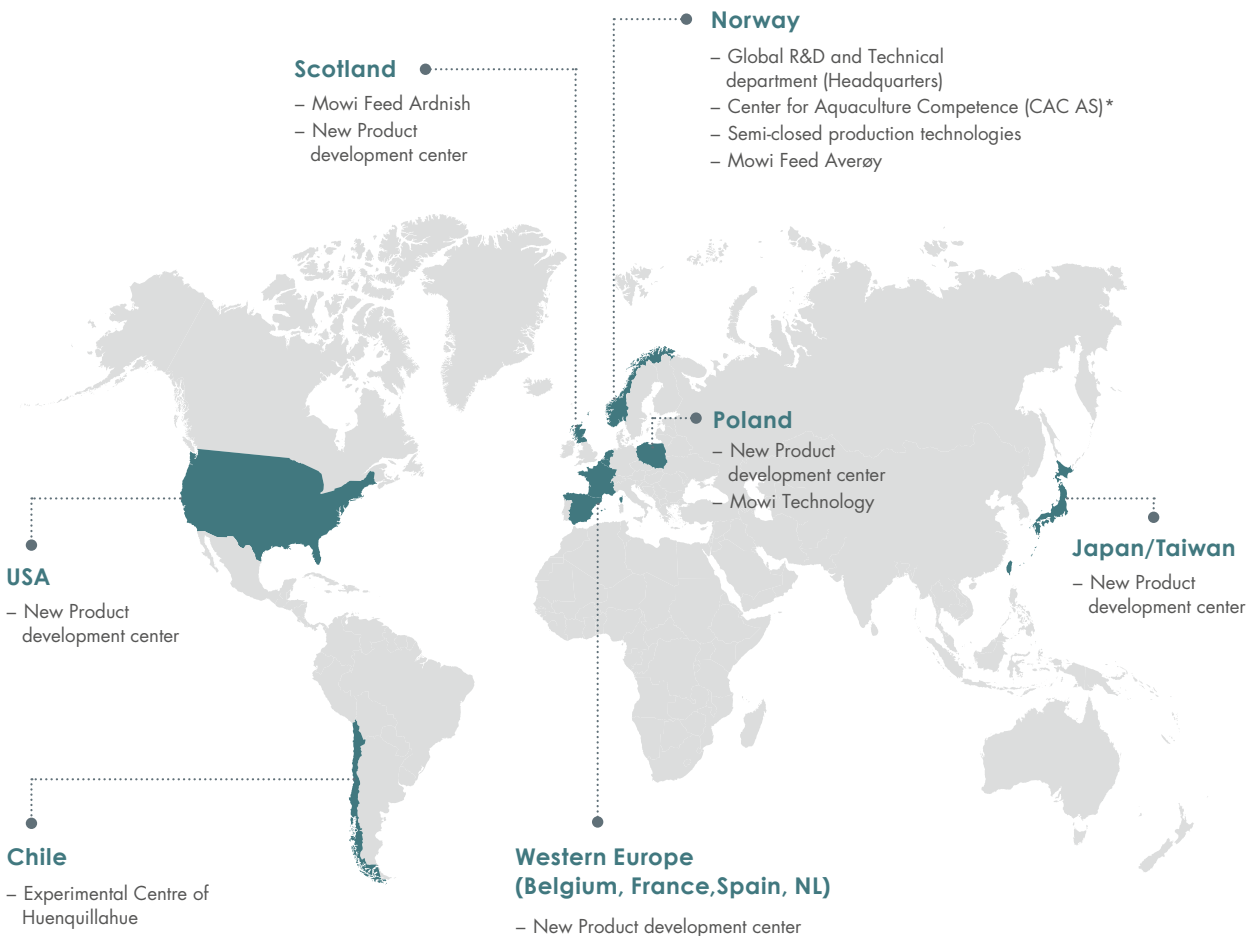 Norway
– Global R&D and Technical
department (Headquarters)
– Center for Aquaculture Competence (CAC AS)*
– Semi-closed production technologies
– Mowi Feed Averøy
Scotland
– Mowi Feed Ardnish
– New Product
development center
Poland
– New Product
development center
– Mowi Technology
Japan/Taiwan
– New Product
development center
USA
– New Product
development center
Chile
– Experimental Centre of
Huenquillahue
Western Europe
(Belgium, France,Spain, NL)
– New Product development center